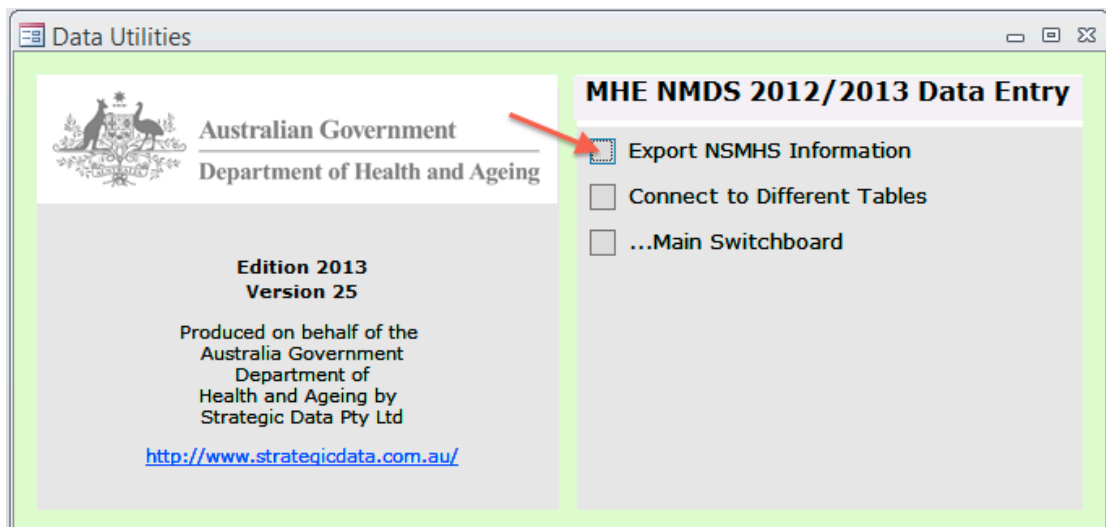 Data Utilities
Australian Government
Department of Health and Ageing
Edition 2013
Version 25
Produced on behalf of the
Australia Government
Department of
Health and Ageing by
Strategic Data Pty Ltd
http://www.strategicdata.com.au/
MHE NMDS 2012/2013 Data Entry
Export NSMHS Information
Connect to Different Tables
...Main Switchboard